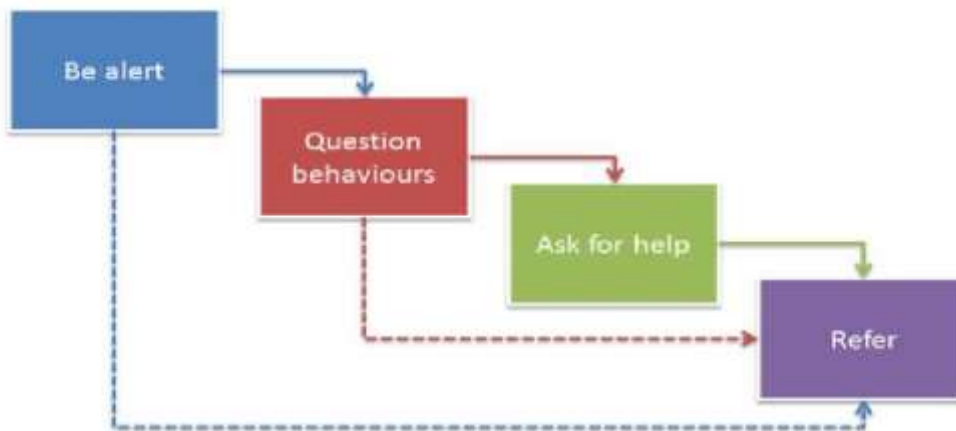 Be alert
Question
behaviours
Ask for help
Refer